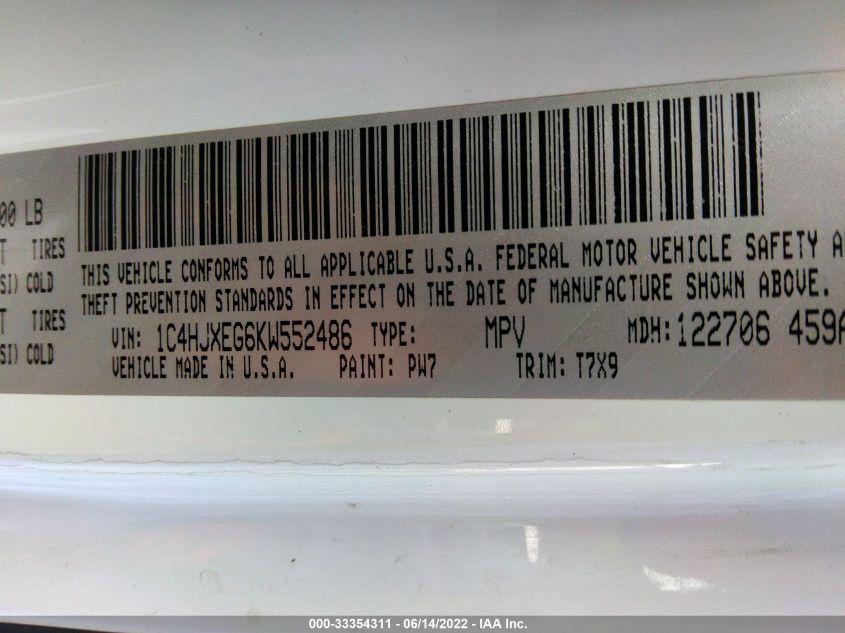 00 LB
T TIRES
SI) COLD
T TIRES
SI) COLD
THIS VEHICLE CONFORMS TO ALL APPLICABLE U.S.A. FEDERAL MOTOR VEHICLE SAFETY A
THEFT PREVENTION STANDARDS IN EFFECT ON THE DATE OF MANUFACTURE SHOWN ABOVE.
VIN: 1C4HJXEG6KW552486 TYPE: MPV MDH: 122706 459A
VEHICLE MADE IN U.S.A. PAINT: PW7 TRIM: T7X9
000-33354311 - 06/14/2022 - IAA Inc.